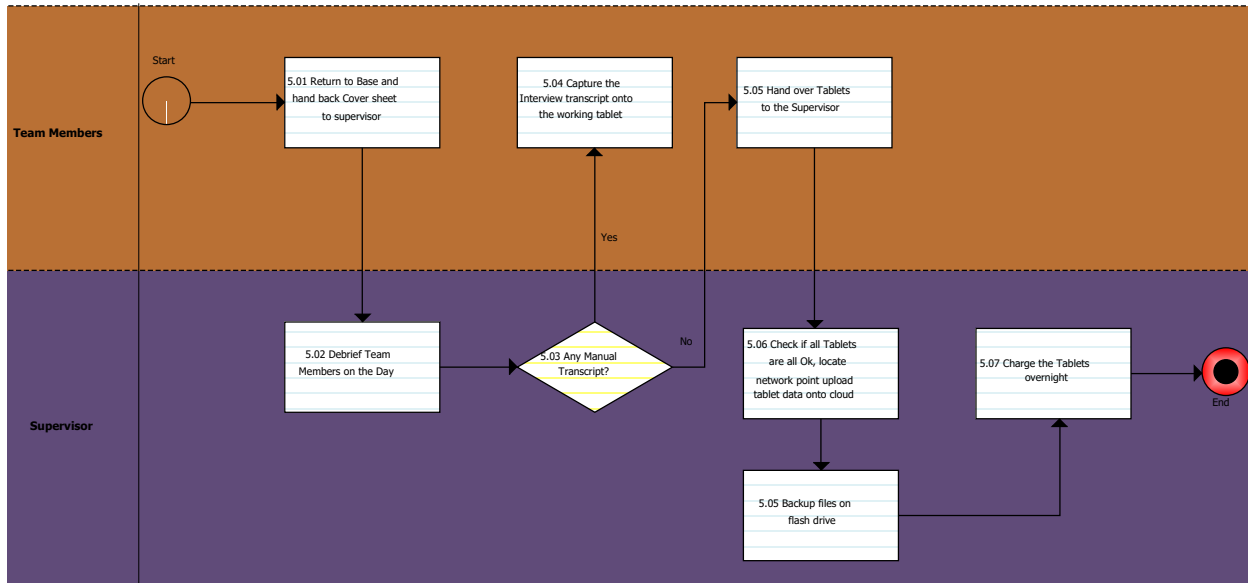 Start
5.01 Return to Base and
hand back Cover sheet
to supervisor
5.04 Capture the
Interview transcript onto
the working tablet
5.05 Hand over Tablets
to the Supervisor
Team Members
Yes
No
5.02 Debrief Team
Members on the Day
5.03 Any Manual
Transcript?
5.06 Check if all Tablets
are all Ok, locate
network point upload
tablet data onto cloud
5.07 Charge the Tablets
overnight
End
Supervisor
5.05 Backup files on
flash drive